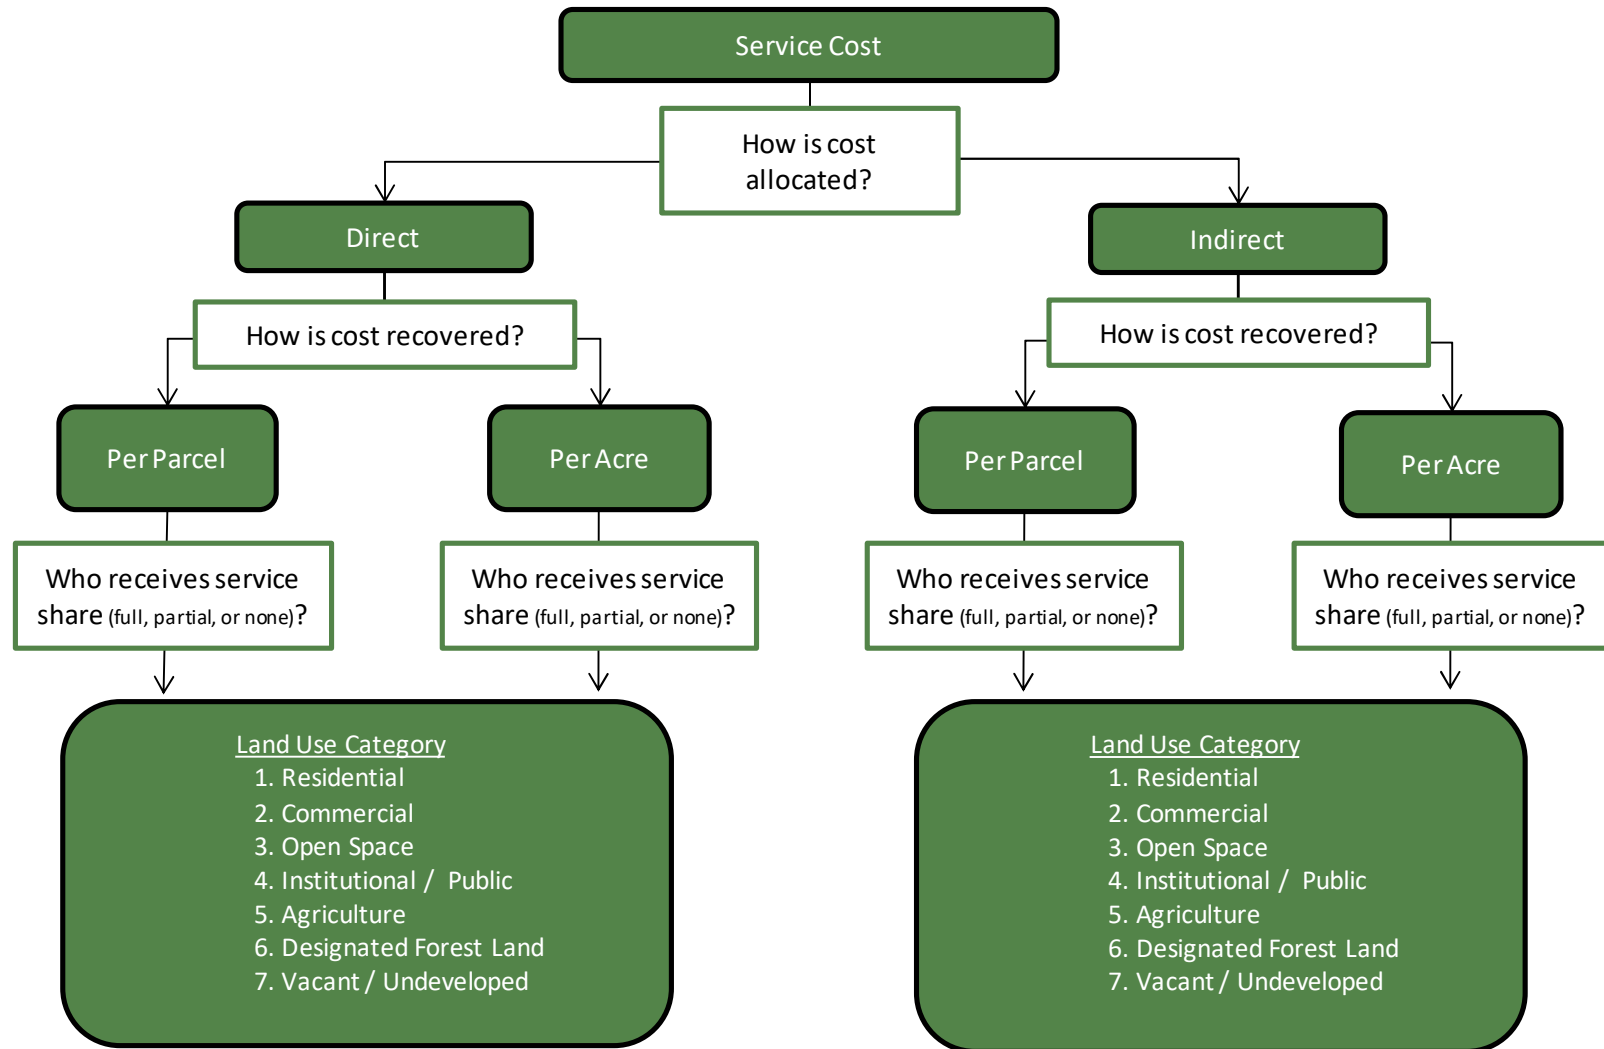 Service Cost
How is cost
allocated?
Direct
Indirect
How is cost recovered?
How is cost recovered?
Per Parcel
Per Acre
Per Parcel
Per Acre
Who receives service
share (full, partial, or none)?
Who receives service
share (full, partial, or none)?
Who receives service
share (full, partial, or none)?
Who receives service
share (full, partial, or none)?
Land Use Category
1. Residential
2. Commercial
3. Open Space
4. Institutional / Public
5. Agriculture
6. Designated Forest Land
7. Vacant / Undeveloped
Land Use Category
1. Residential
2. Commercial
3. Open Space
4. Institutional / Public
5. Agriculture
6. Designated Forest Land
7. Vacant / Undeveloped